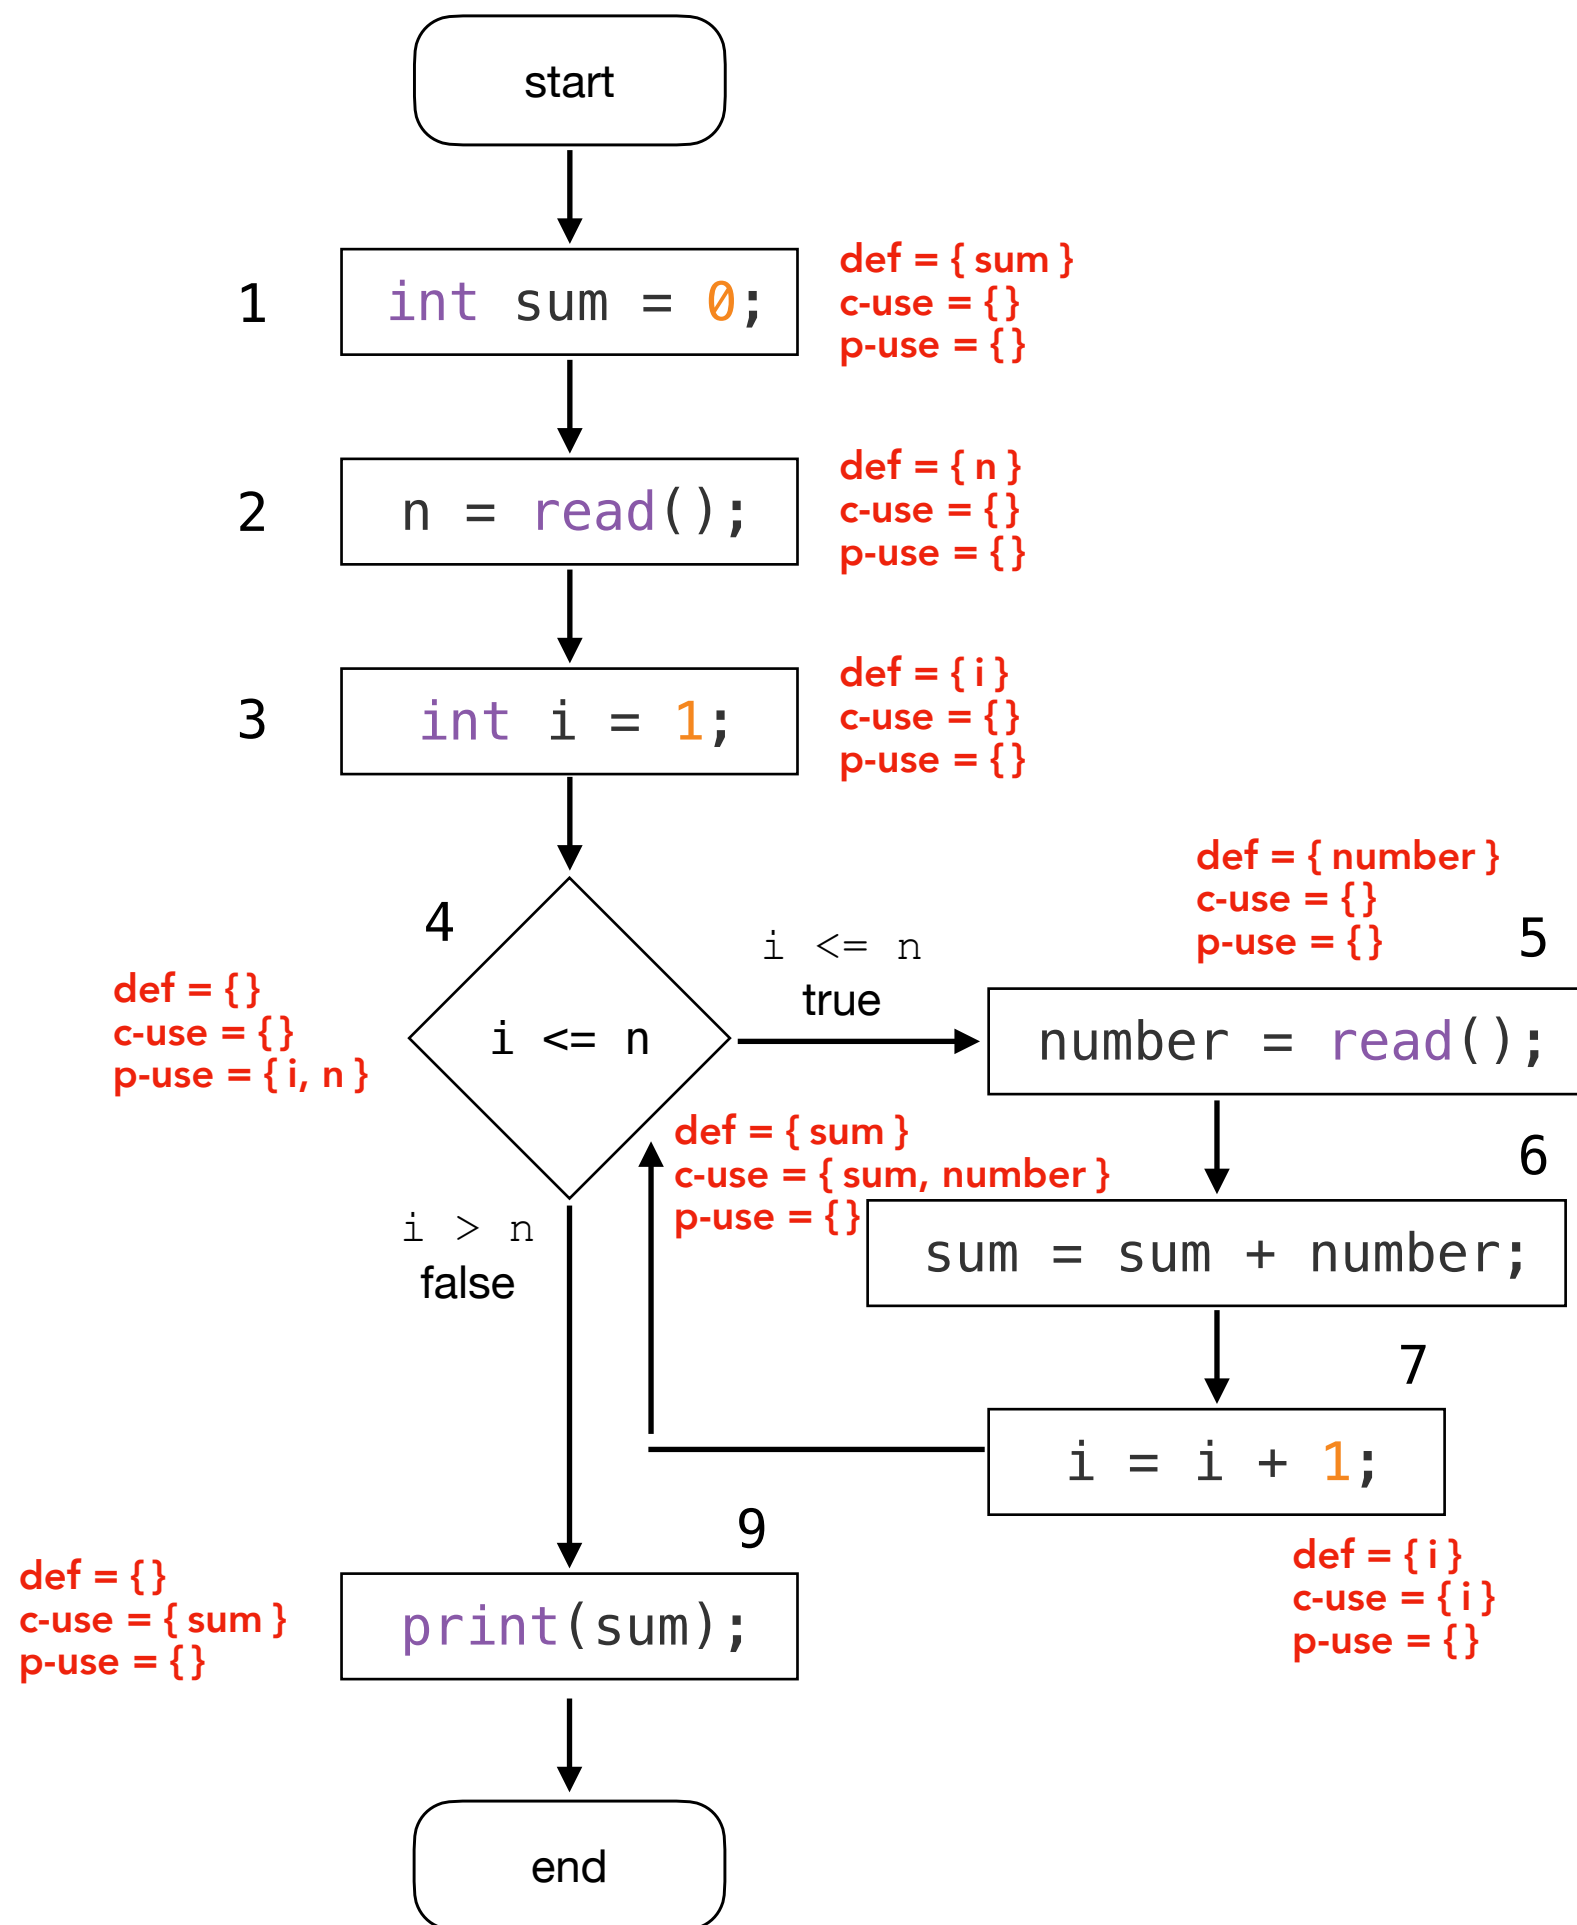 start
1
int sum = 0;
def = { sum }
c-use = {}
p-use = {}
2
n = read();
def = { n }
c-use = {}
p-use = {}
3
int i = 1;
def = { i }
c-use = {}
p-use = {}
4
i <= n
def = {}
c-use = {}
p-use = { i, n }
i <= n
true
def = { number }
c-use = {}
p-use = {}
5
number = read();
def = { sum }
c-use = { sum, number }
p-use = {}
6
sum = sum + number;
i > n
false
7
i = i + 1;
def = { i }
c-use = { i }
p-use = {}
9
print(sum);
def = {}
c-use = { sum }
p-use = {}
end